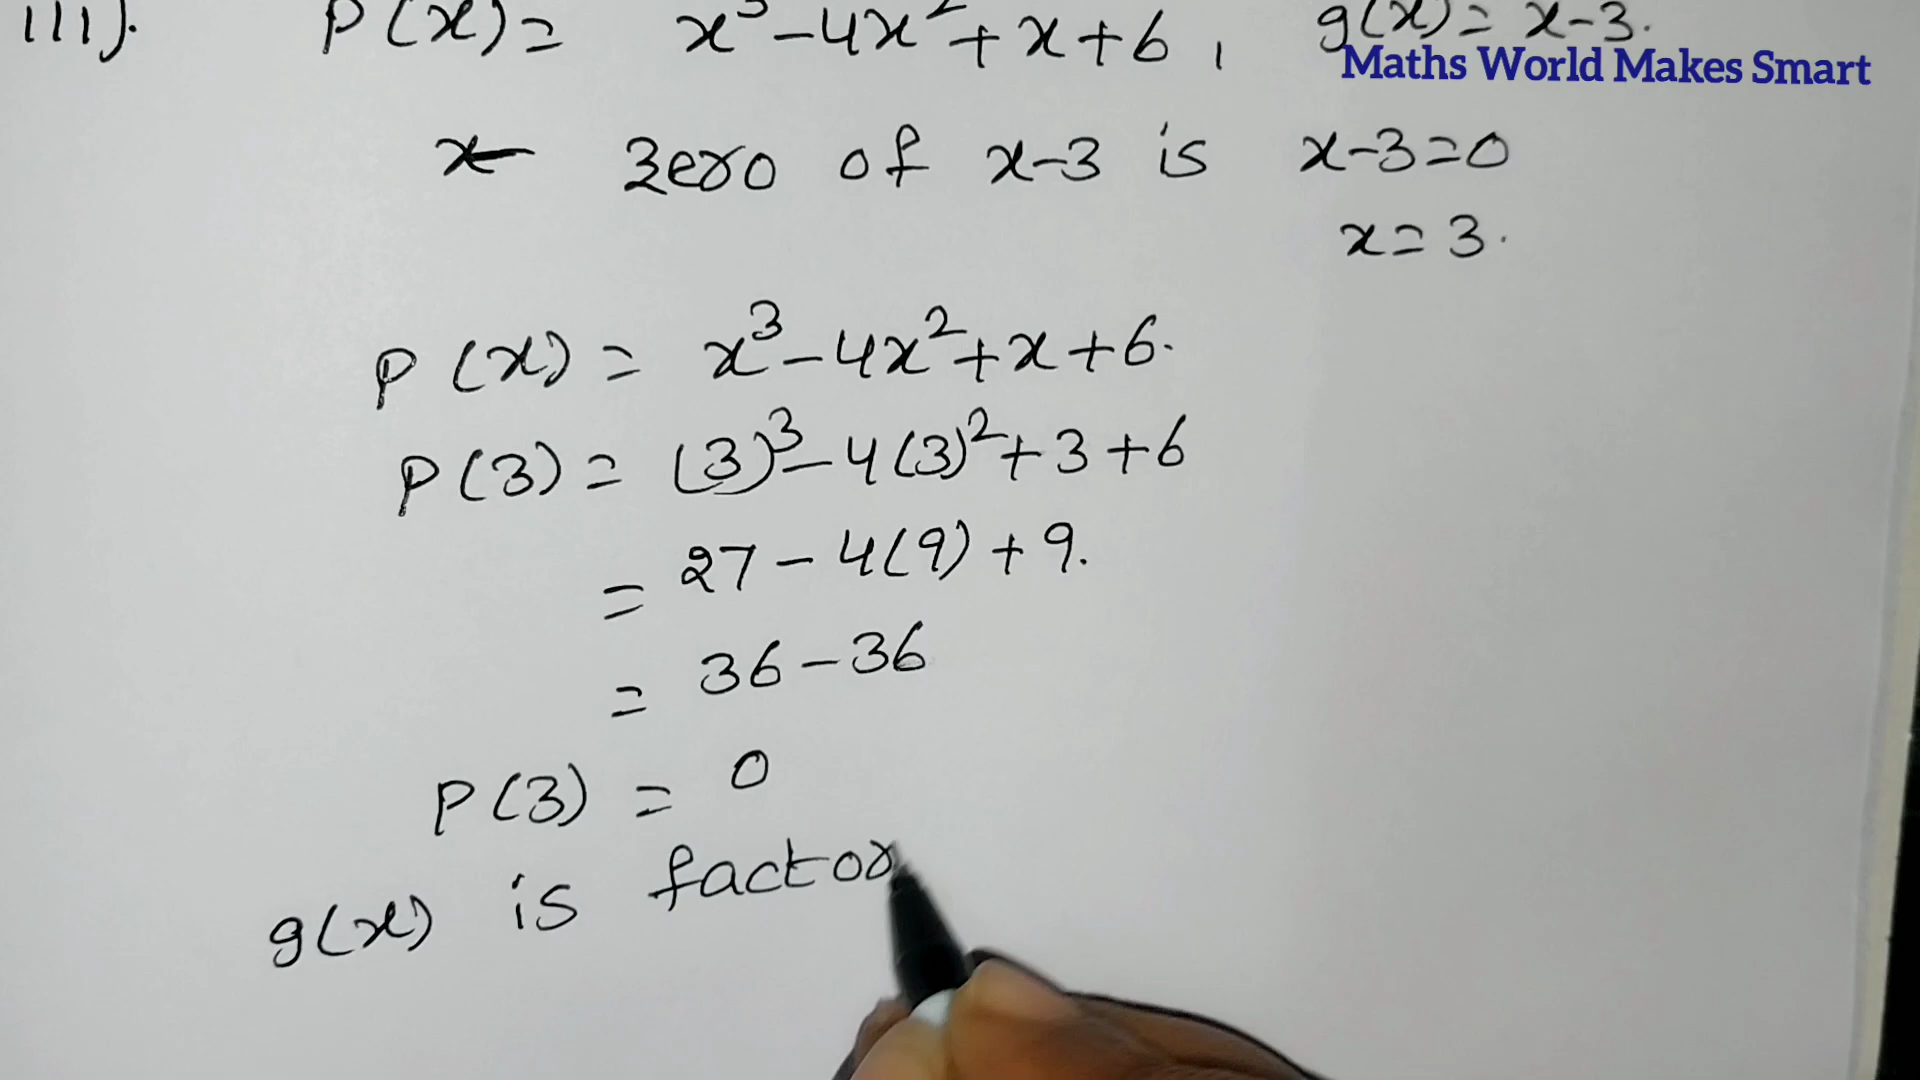 iii). P(x) = x³-4x²+x+6, g(x) = x-3.
Maths World Makes Smart
x zero of x-3 is x-3=0
x = 3.
P(x) = x³-4x²+x+6.
P(3) = (3)³-4(3)²+3+6
= 27-4(9)+9.
= 36-36
P(3) = 0
g(x) is factor